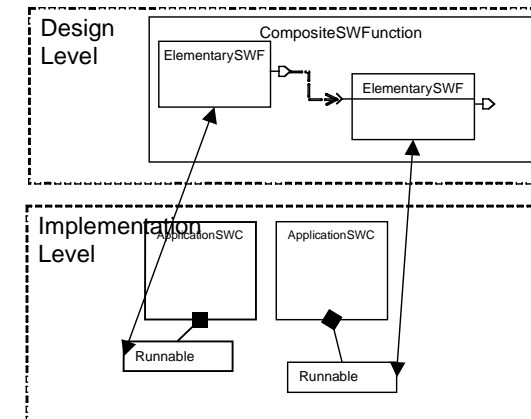 Design
Level
CompositeSWFunction
ElementarySWF
ElementarySWF
Implementation
Level
ApplicationSWC
ApplicationSWC
Runnable
Runnable